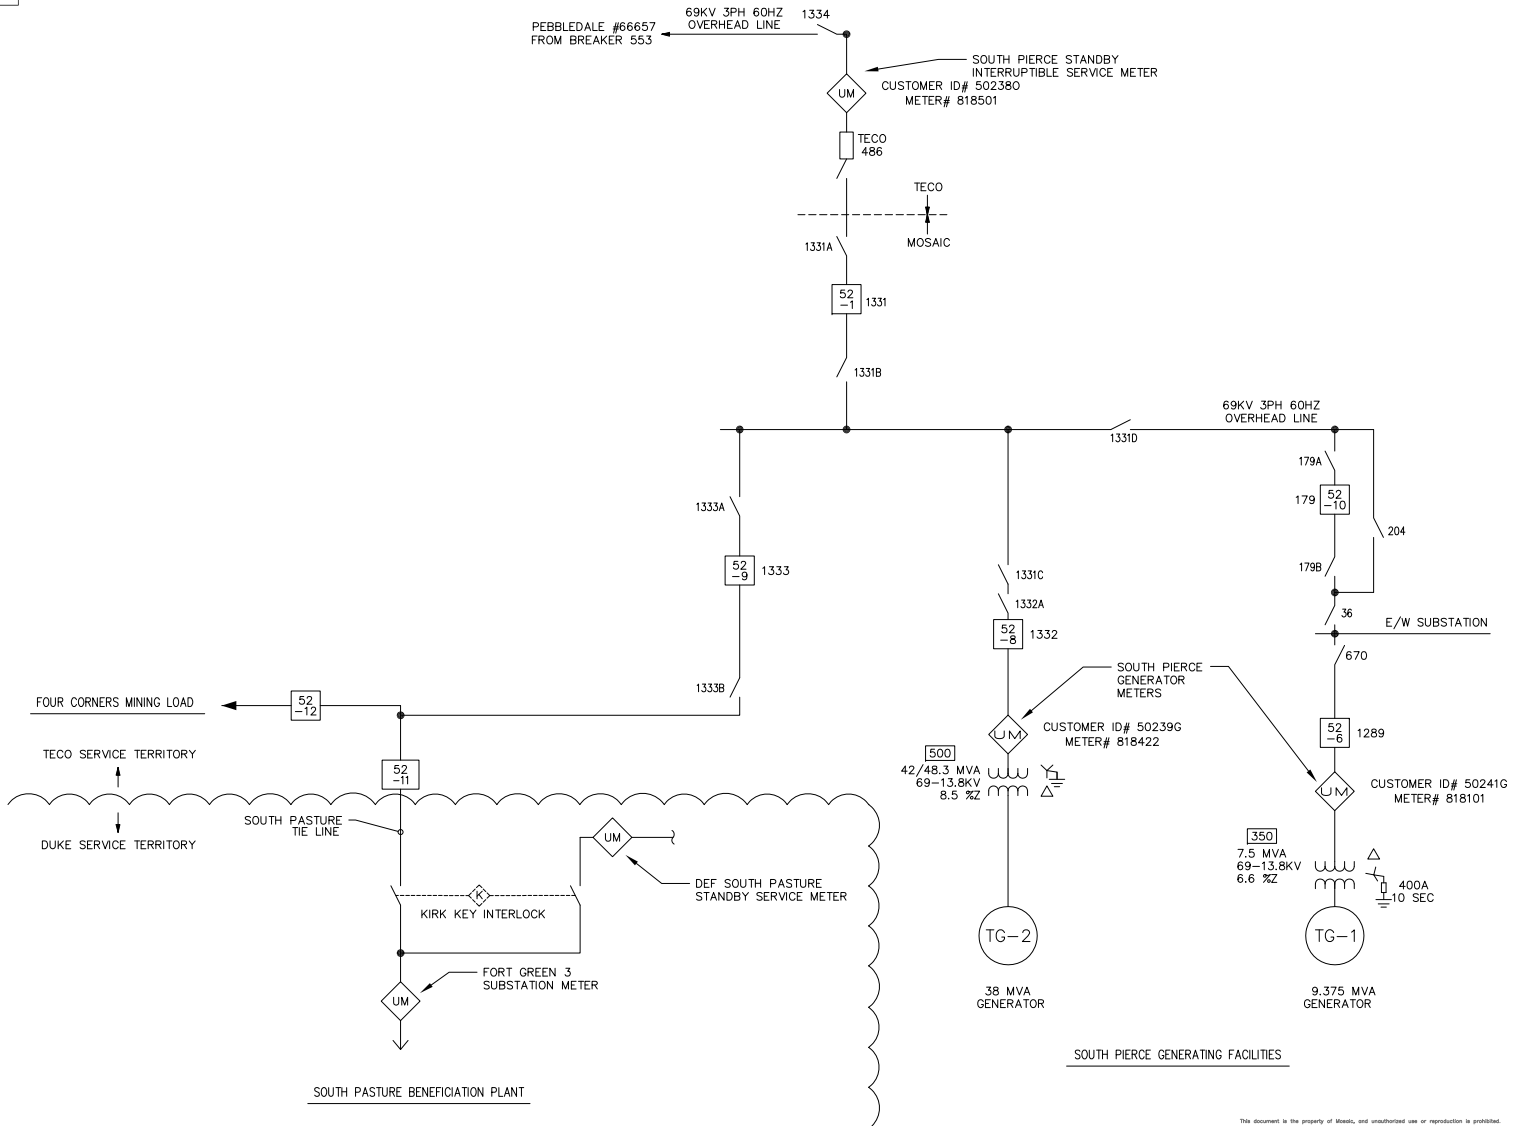 69KV 3PH 60HZ
OVERHEAD LINE
1334
PEBBLEDALE #66657
FROM BREAKER 553
SOUTH PIERCE STANDBY
INTERRUPTIBLE SERVICE METER
CUSTOMER ID# 50238O
METER# 818501
UM
TECO
486
TECO
MOSAIC
1331A
52
-1
1331
1331B
69KV 3PH 60HZ
OVERHEAD LINE
1331D
179A
179
52
-10
204
179B
36
E/W SUBSTATION
670
1333A
52
-9
1333
1333B
1331C
1332A
52
-8
1332
SOUTH PIERCE
GENERATOR
METERS
FOUR CORNERS MINING LOAD
52
-12
TECO SERVICE TERRITORY
52
-11
DUKE SERVICE TERRITORY
SOUTH PASTURE
TIE LINE
UM
CUSTOMER ID# 50239G
METER# 818422
500
42/48.3 MVA
69-13.8KV
8.5 %Z
52
-6
1289
UM
CUSTOMER ID# 50241G
METER# 818101
350
7.5 MVA
69-13.8KV
6.6 %Z
400A
10 SEC
UM
DEF SOUTH PASTURE
STANDBY SERVICE METER
K
KIRK KEY INTERLOCK
FORT GREEN 3
SUBSTATION METER
UM
TG-2
38 MVA
GENERATOR
TG-1
9.375 MVA
GENERATOR
SOUTH PIERCE GENERATING FACILITIES
SOUTH PASTURE BENEFICIATION PLANT
This document is the property of Mosaic, and unauthorized use or reproduction is prohibited.